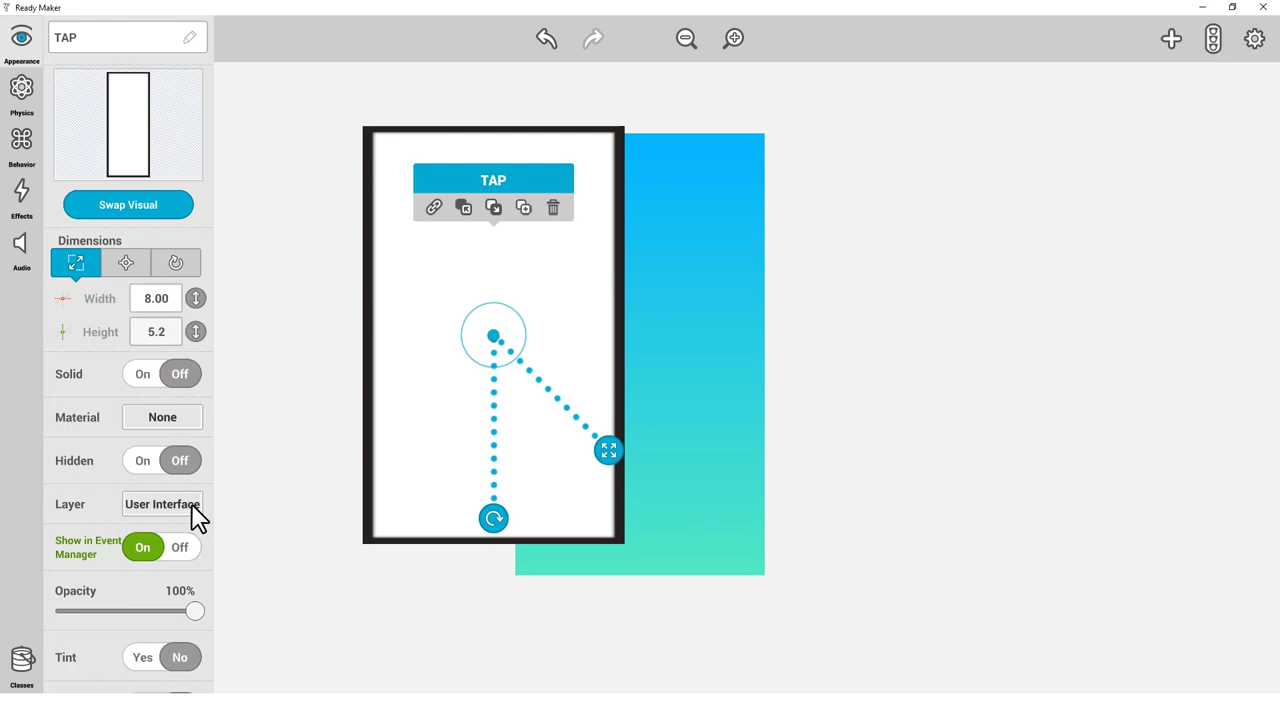 Ready Maker
TAP
Appearance
Physics
Behavior
Effects
Audio
Classes
Swap Visual
Dimensions
Width 8.00
Height 5.2
Solid On Off
Material None
Hidden On Off
Layer User Interface
Show in Event
Manager On Off
Opacity 100%
Tint Yes No
TAP